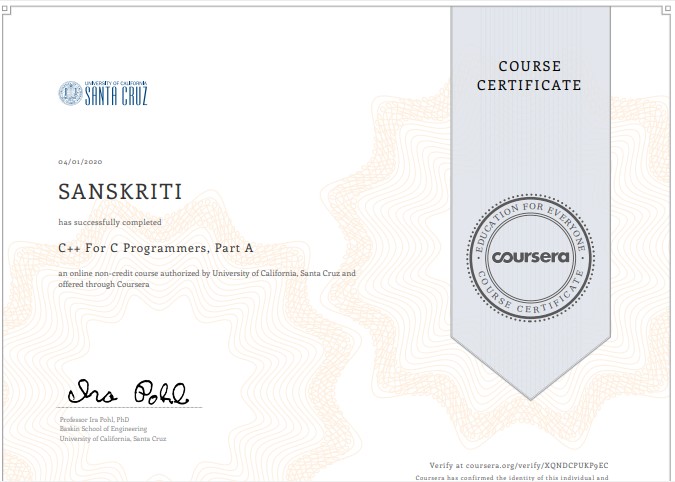 UNIVERSITY OF CALIFORNIA
SANTA CRUZ
COURSE
CERTIFICATE
04/01/2020
SANSKRITI
has successfully completed
C++ For C Programmers, Part A
an online non-credit course authorized by University of California, Santa Cruz and
offered through Coursera
EDUCATION FOR EVERYONE
coursera
COURSE CERTIFICATE
Ira Pohl
Professor Ira Pohl, PhD
Baskin School of Engineering
University of California, Santa Cruz
Verify at coursera.org/verify/XQNDCPUKP9EC
Coursera has confirmed the identity of this individual and